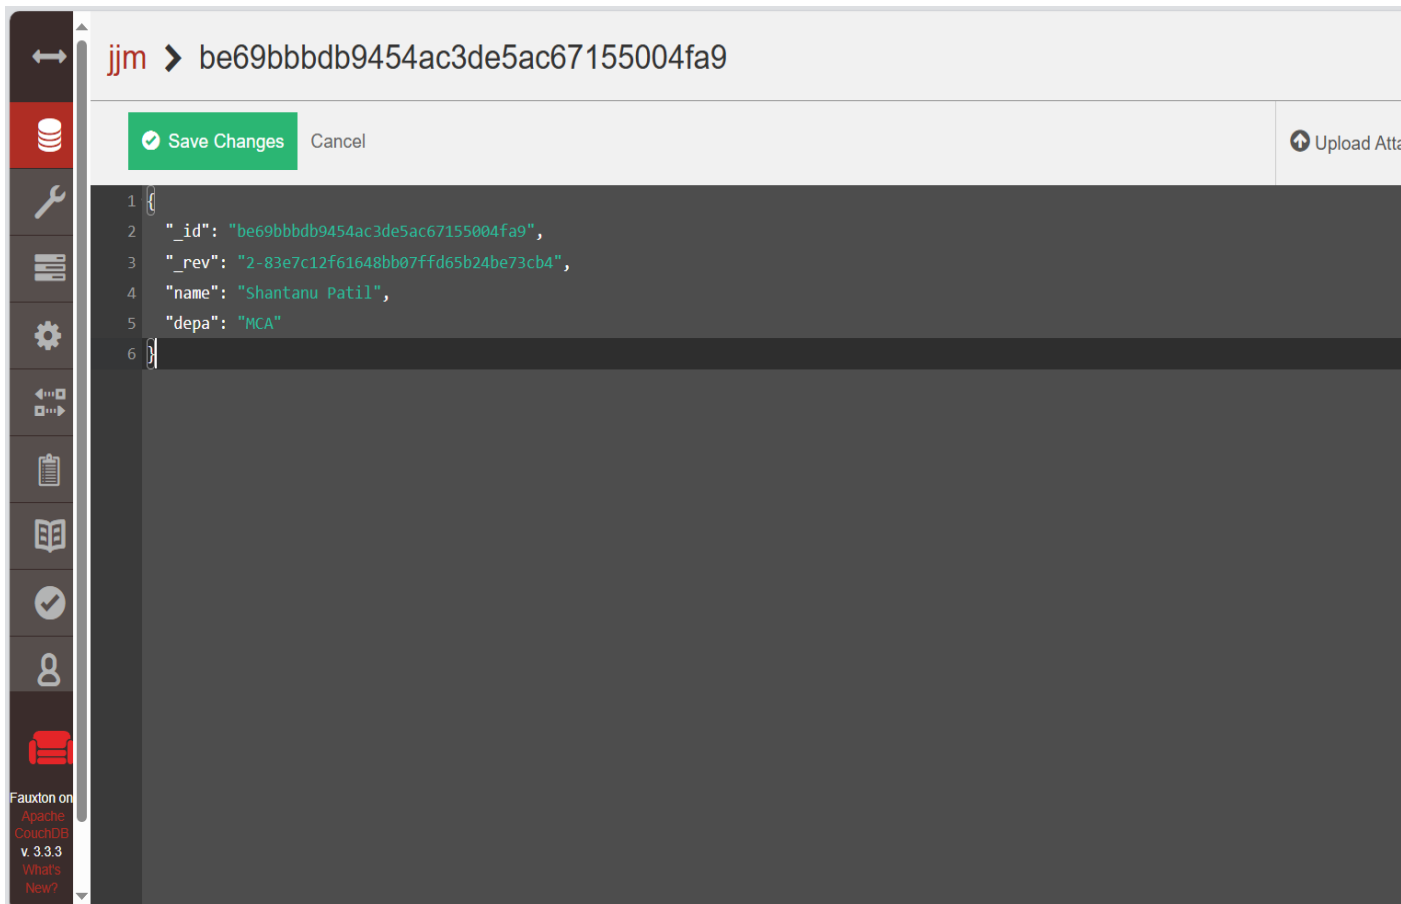 jjm be69bbbdb9454ac3de5ac67155004fa9
Save Changes Cancel Upload Atta
1 {
2 "_id": "be69bbbdb9454ac3de5ac67155004fa9",
3 "_rev": "2-83e7c12f61648bb07ffd65b24be73cb4",
4 "name": "Shantanu Patil",
5 "depa": "MCA"
6 }
Fauxton on
Apache
CouchDB
v. 3.3.3
What's
New?